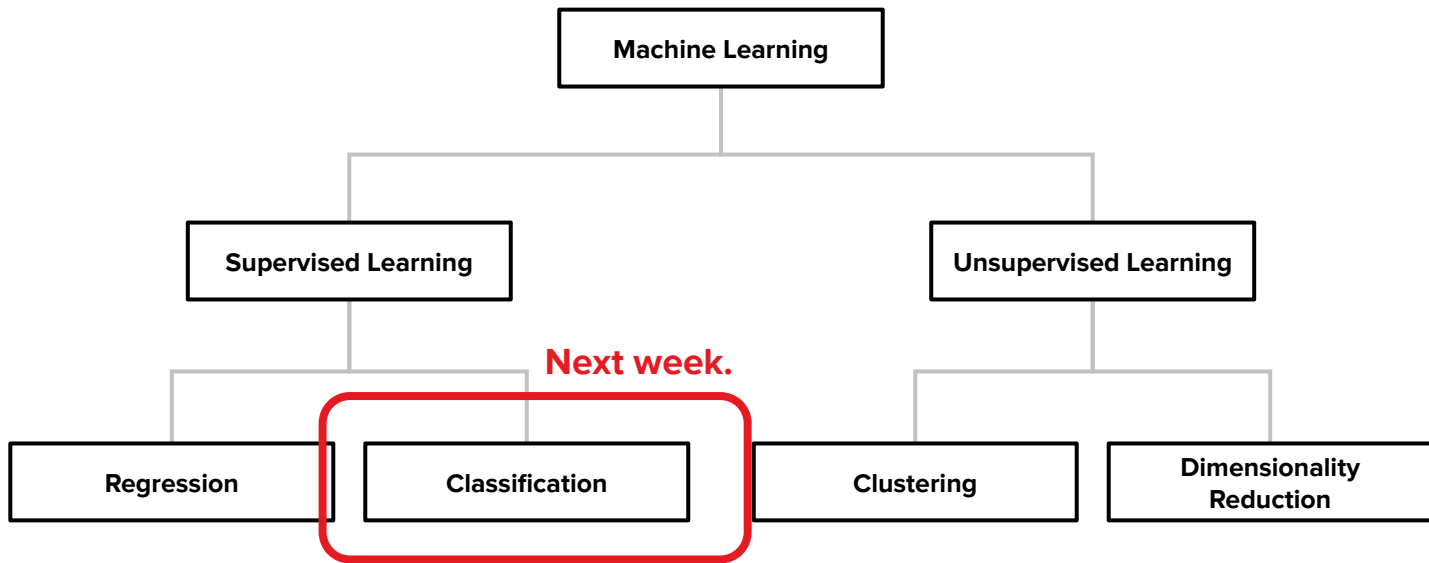 Machine Learning
Supervised Learning
Unsupervised Learning
Next week.
Regression
Classification
Clustering
Dimensionality
Reduction